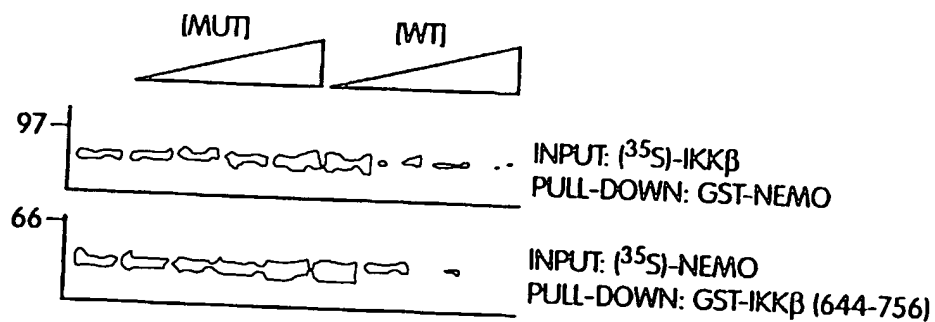 [MUT] [WT]
97
INPUT: (³⁵S)-IKKβ
PULL-DOWN: GST-NEMO
66
INPUT: (³⁵S)-NEMO
PULL-DOWN: GST-IKKβ (644-756)